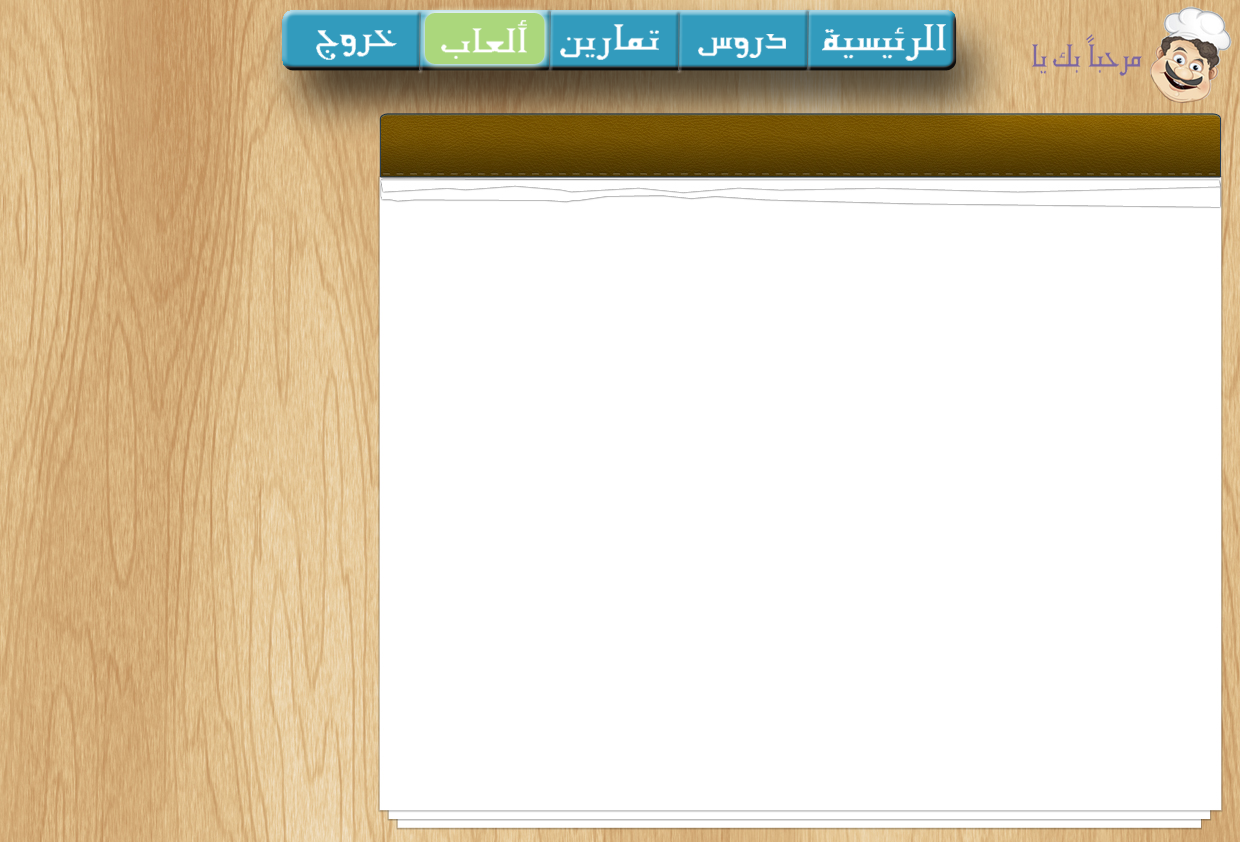 الرئيسية
دروس
تمارين
ألعاب
خروج
مرحباً بك يا